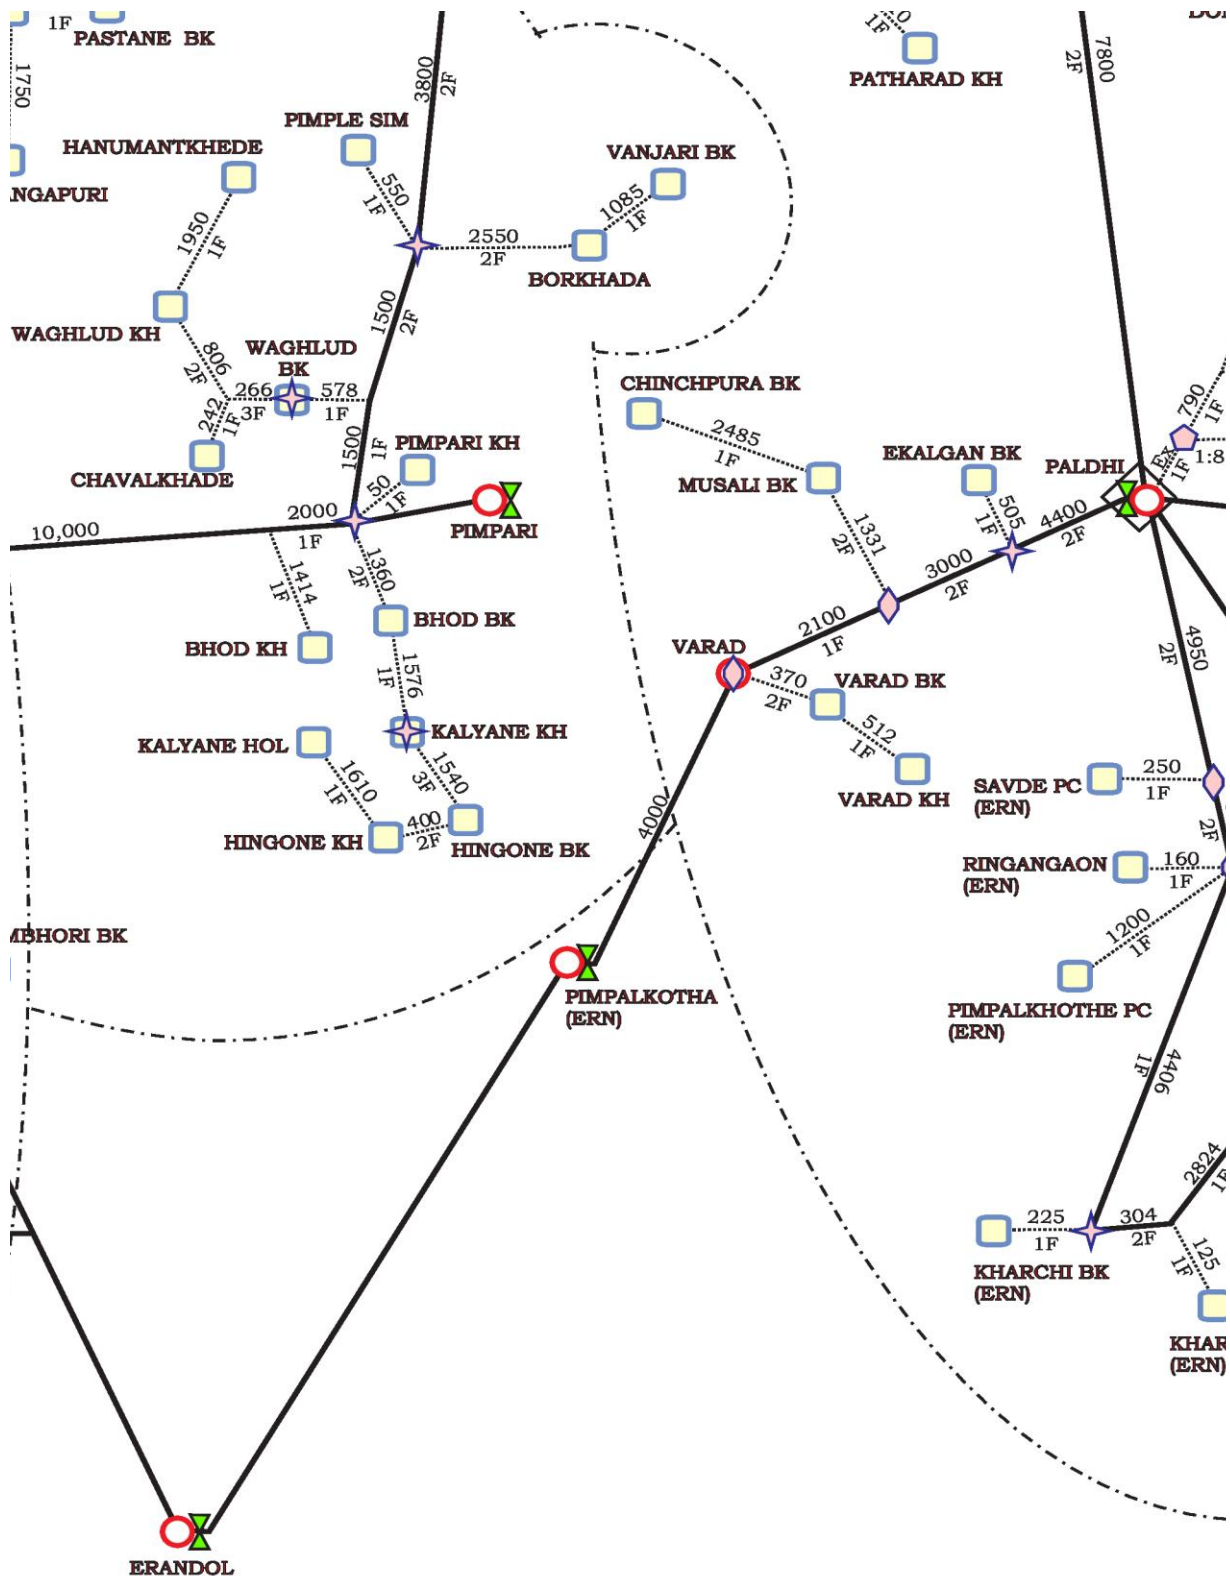 1F
PASTANE BK
1750
3800
2F
PATHARAD KH
1F
7800
2F
PIMPLE SIM
HANUMANTKHEDE
VANJARI BK
NGAPURI
550
1F
1085
1F
1950
1F
2550
2F
BORKHADA
1500
2F
WAGHLUD KH
806
2F
WAGHLUD
BK
266
3F
578
1F
242
1F
CHAVALKHADE
1500
1F
PIMPARI KH
50
1F
CHINCHPURA BK
2485
1F
MUSALI BK
EKALGAN BK
505
1F
PALDHI
790
1F
Ex
1F
1:8
10,000
2000
1F
PIMPARI
4400
2F
1331
2F
3000
2F
1414
1F
1360
2F
BHOD KH
BHOD BK
2100
1F
VARAD
1576
1F
370
2F
VARAD BK
4950
2F
KALYANE HOL
KALYANE KH
512
1F
VARAD KH
1610
1F
1540
3F
SAVDE PC
(ERN)
250
1F
2F
HINGONE KH
400
2F
HINGONE BK
4000
RINGANGAON
(ERN)
160
1F
1200
1F
MBHORI BK
PIMPALKOTHA
(ERN)
PIMPALKHOTHE PC
(ERN)
4406
1F
2824
1F
225
1F
304
2F
125
1F
KHARCHI BK
(ERN)
KHAR
(ERN)
ERANDOL